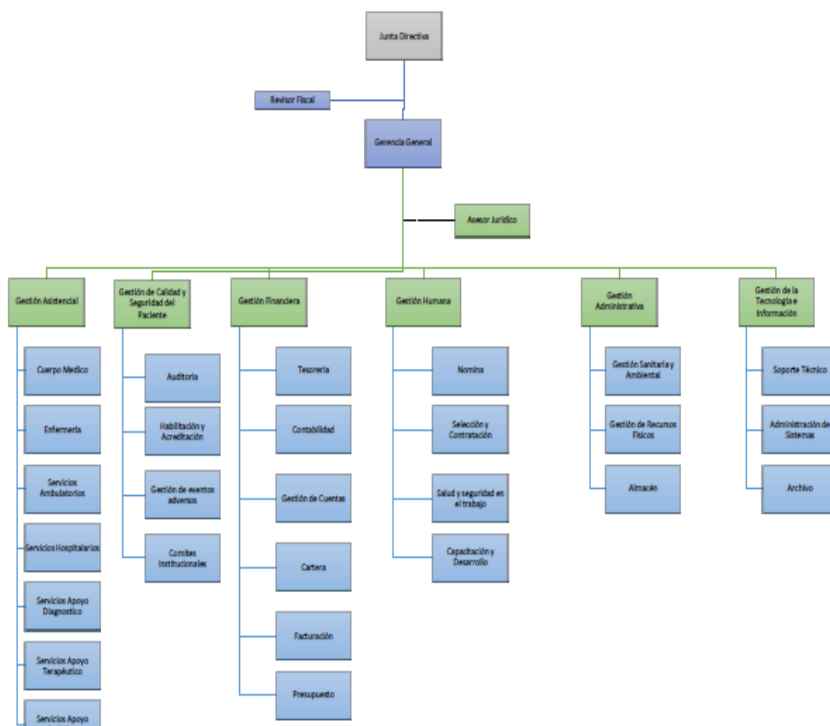 Junta Directiva
Revisor Fiscal
Gerencia General
Asesor Jurídico
Gestión Asistencial
Gestión de Calidad y
Seguridad del
Paciente
Gestión Financiera
Gestión Humana
Gestión
Administrativa
Gestión de la
Tecnología e
Información
Cuerpo Medico
Enfermería
Servicios
Ambulatorios
Servicios Hospitalarios
Servicios Apoyo
Diagnostico
Servicios Apoyo
Terapéutico
Servicios Apoyo
Auditoria
Habilitación y
Acreditación
Gestión de eventos
adversos
Comites
Institucionales
Tesorería
Contabilidad
Gestión de Cuentas
Cartera
Facturación
Presupuesto
Nomina
Selección y
Contratación
Salud y seguridad en
el trabajo
Capacitación y
Desarrollo
Gestión Sanitaria y
Ambiental
Gestión de Recursos
Físicos
Almacén
Soporte Técnico
Administración de
Sistemas
Archivo